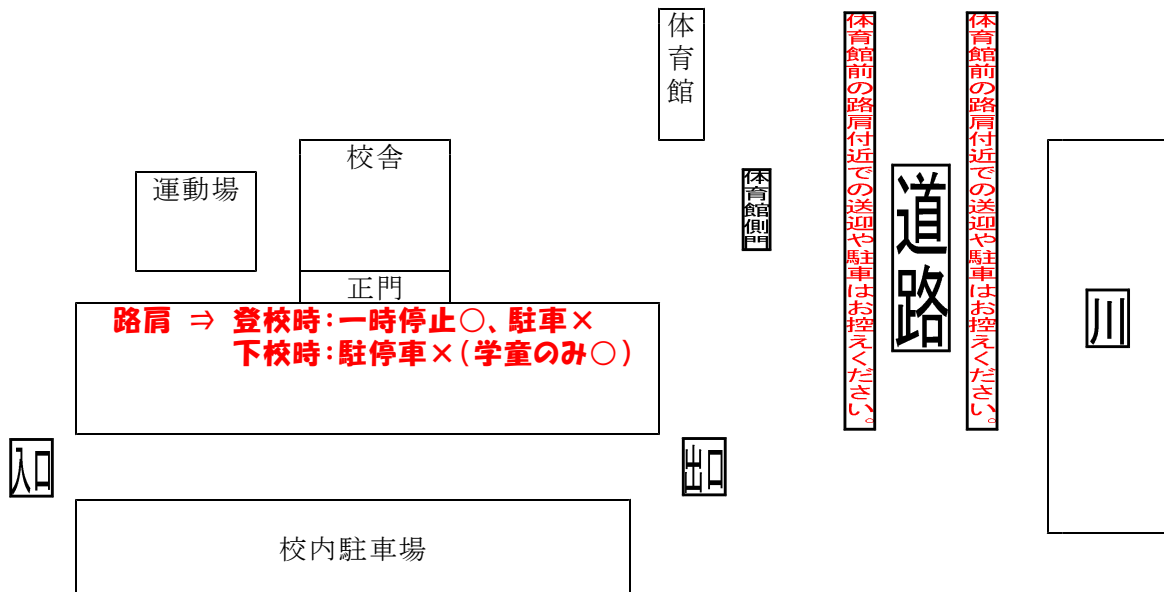 体育館
体育館前の路肩付近での送迎や駐車はお控えください。
体育館前の路肩付近での送迎や駐車はお控えください。
校舎
運動場
体育館側門
道路
正門
川
路肩 ⇒ 登校時：一時停止○、駐車×
下校時：駐停車×（学童のみ○）
入口
出口
校内駐車場